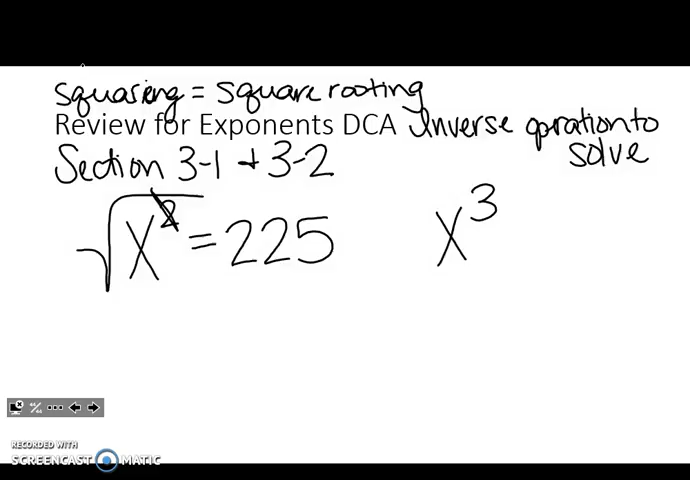 squaring = square rooting
Review for Exponents DCA Inverse opration to
solve
Section 3-1 + 3-2
√x² = 225 x³
RECORDED WITH
SCREENCAST MATIC